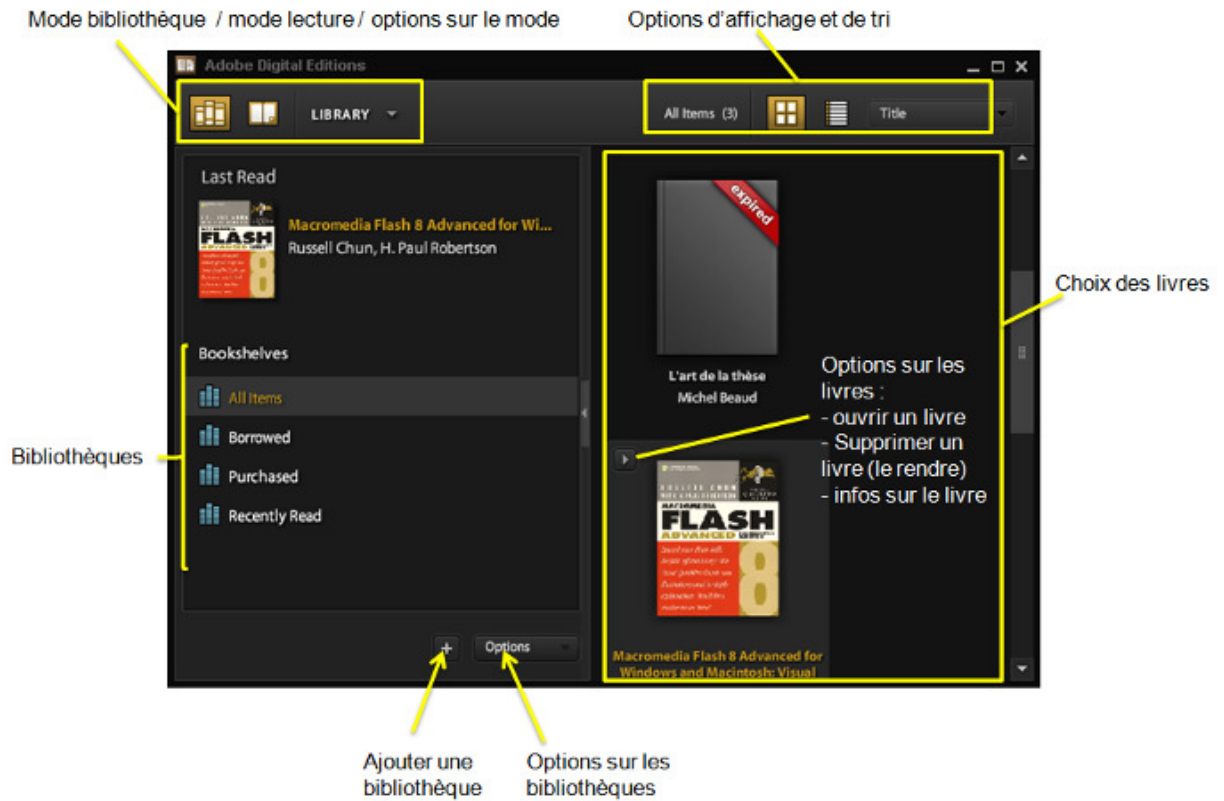 Mode bibliothèque / mode lecture / options sur le mode
Options d'affichage et de tri
Adobe Digital Editions
LIBRARY
All Items (3)
Title
Last Read
FLASH
8
Macromedia Flash 8 Advanced for Wi...
Russell Chun, H. Paul Robertson
expired
L'art de la thèse
Michel Beaud
Choix des livres
Options sur les
livres :
- ouvrir un livre
- Supprimer un
livre (le rendre)
- infos sur le livre
Bookshelves
All Items
Borrowed
Purchased
Recently Read
Bibliothèques
MACROMEDIA
FLASH
ADVANCED
8
Macromedia Flash 8 Advanced for
Windows and Macintosh: Visual
Options
Ajouter une
bibliothèque
Options sur les
bibliothèques